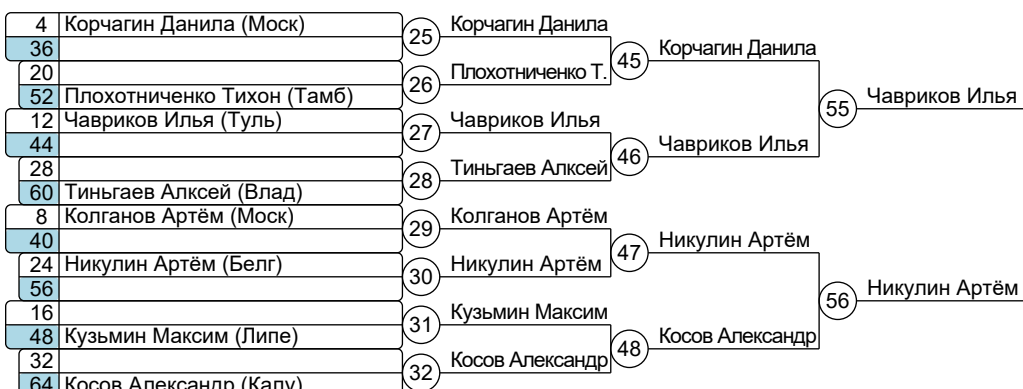 4 Корчагин Данила (Моск)
36
25 Корчагин Данила
20
52 Плохотниченко Тихон (Тамб)
26 Плохотниченко Т.
45 Корчагин Данила
12 Чавриков Илья (Туль)
44
27 Чавриков Илья
28
60 Тиньгаев Алксей (Влад)
28 Тиньгаев Алксей
46 Чавриков Илья
55 Чавриков Илья
8 Колганов Артём (Моск)
40
29 Колганов Артём
24 Никулин Артём (Белг)
56
30 Никулин Артём
47 Никулин Артём
16
48 Кузьмин Максим (Липе)
31 Кузьмин Максим
32
64 Косов Александр (Калу)
32 Косов Александр
48 Косов Александр
56 Никулин Артём